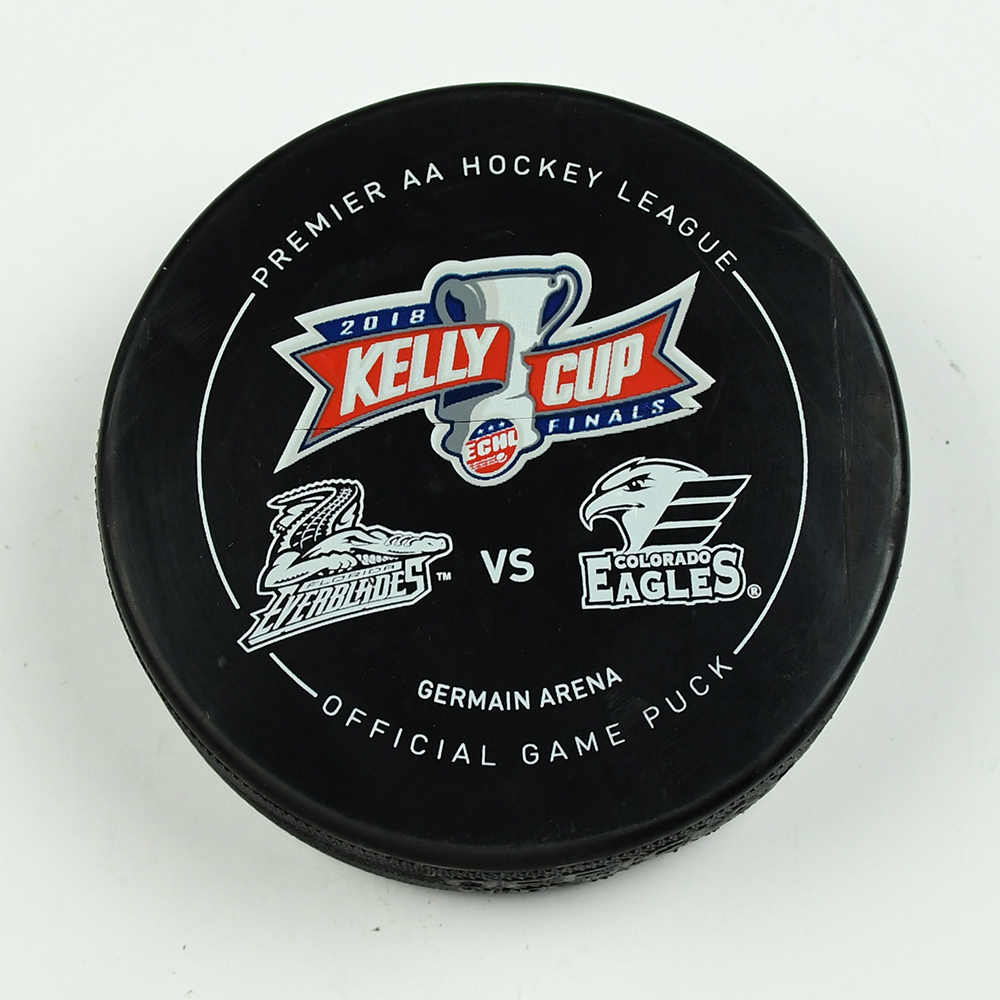 PREMIER AA HOCKEY LEAGUE
2018
KELLY CUP
FINALS
ECHL
FLORIDA
EVERBLADES ™
VS
COLORADO
EAGLES ®
GERMAIN ARENA
OFFICIAL GAME PUCK